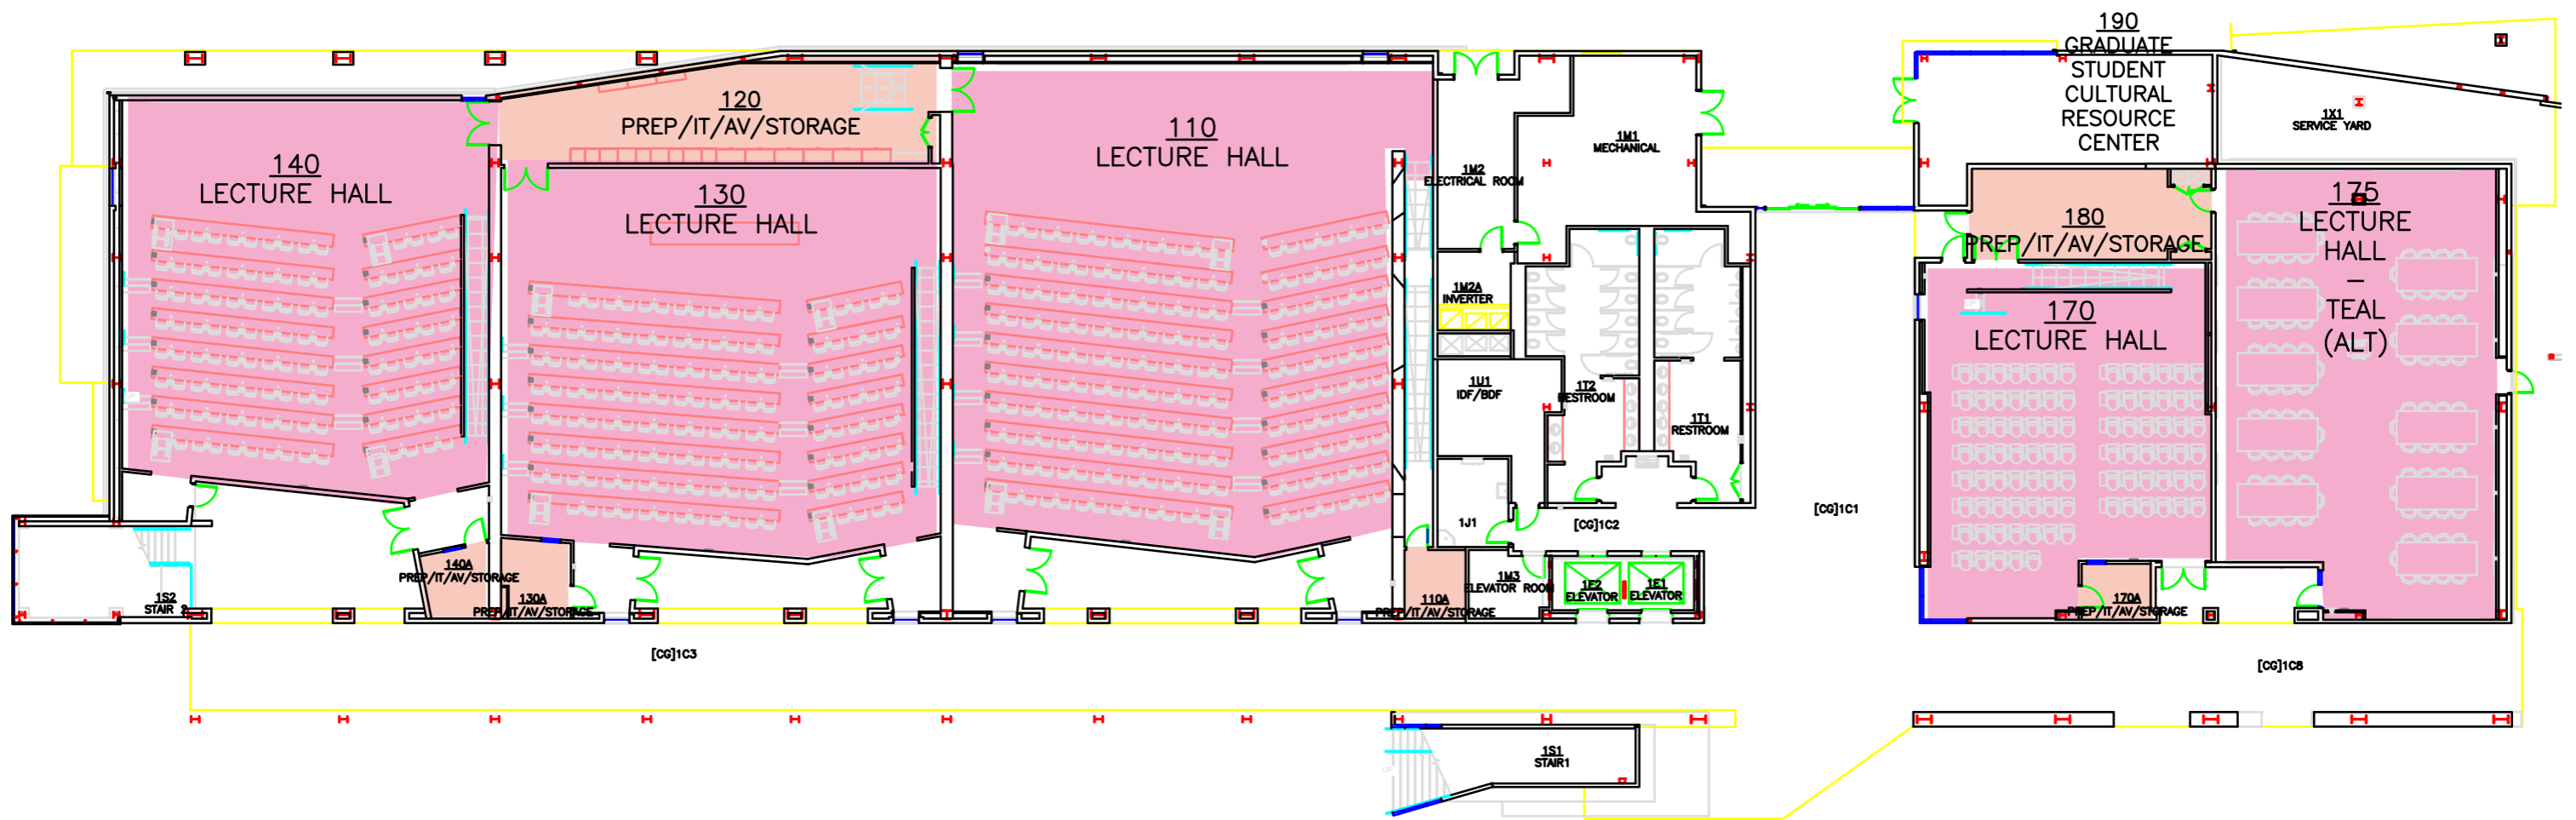 190
GRADUATE
STUDENT
CULTURAL
RESOURCE
CENTER
120
PREP/IT/AV/STORAGE
110
LECTURE HALL
1X1
SERVICE YARD
1M1
MECHANICAL
140
LECTURE HALL
130
LECTURE HALL
1M2
ELECTRICAL ROOM
180
PREP/IT/AV/STORAGE
175
LECTURE
HALL
-
TEAL
(ALT)
1M2A
INVERTER
UP
170
LECTURE HALL
1U1
IDF/BDF
1T2
RESTROOM
1T1
RESTROOM
UP
1J1
[CG]1C2
[CG]1C1
140A
PREP/IT/AV/STORAGE
130A
PREP/IT/AV/STORAGE
1S2
STAIR 2
110A
PREP/IT/AV/STORAGE
1M3
ELEVATOR ROOM
1E2
ELEVATOR
1E1
ELEVATOR
170A
PREP/IT/AV/STORAGE
[CG]1C3
[CG]1C8
1S1
STAIR1
UP